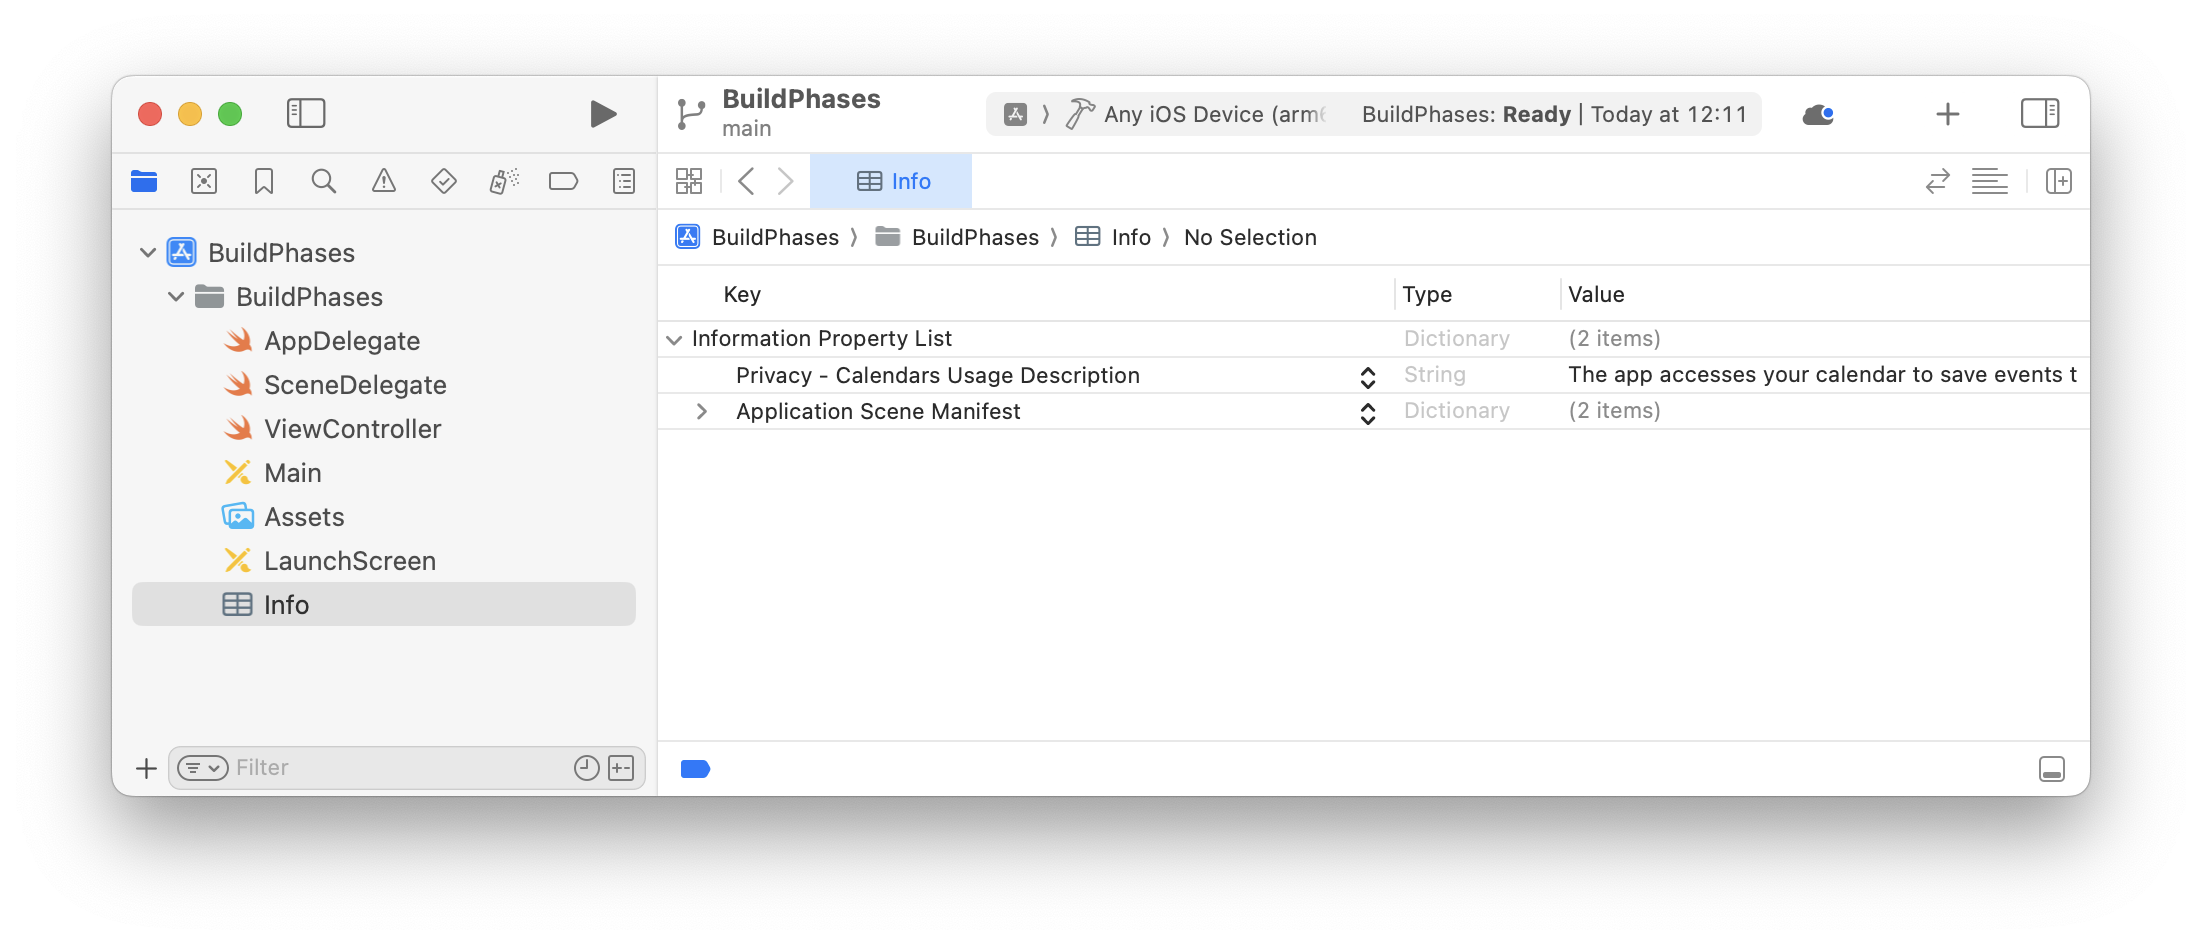 BuildPhases
main
Any iOS Device (arm6
BuildPhases: Ready | Today at 12:11
Info
BuildPhases
BuildPhases
AppDelegate
SceneDelegate
ViewController
Main
Assets
LaunchScreen
Info
Filter
BuildPhases 〉 BuildPhases 〉 Info 〉 No Selection
Key Type Value
Information Property List Dictionary (2 items)
Privacy - Calendars Usage Description String The app accesses your calendar to save events t
Application Scene Manifest Dictionary (2 items)